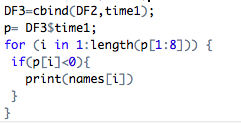 DF3=cbind(DF2,time1);
p= DF3$time1;
for (i in 1:length(p[1:8])) {
if(p[i]<0){
print(names[i])
}
}